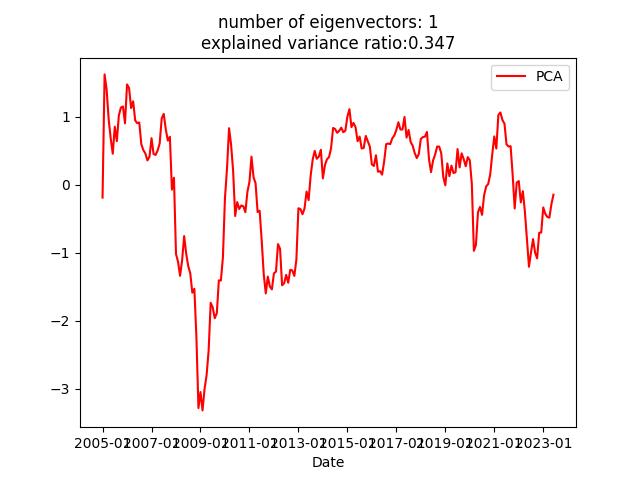 number of eigenvectors: 1
explained variance ratio:0.347
PCA
1
0
−1
−2
−3
2005-01 2007-01 2009-01 2011-01 2013-01 2015-01 2017-01 2019-01 2021-01 2023-01
Date